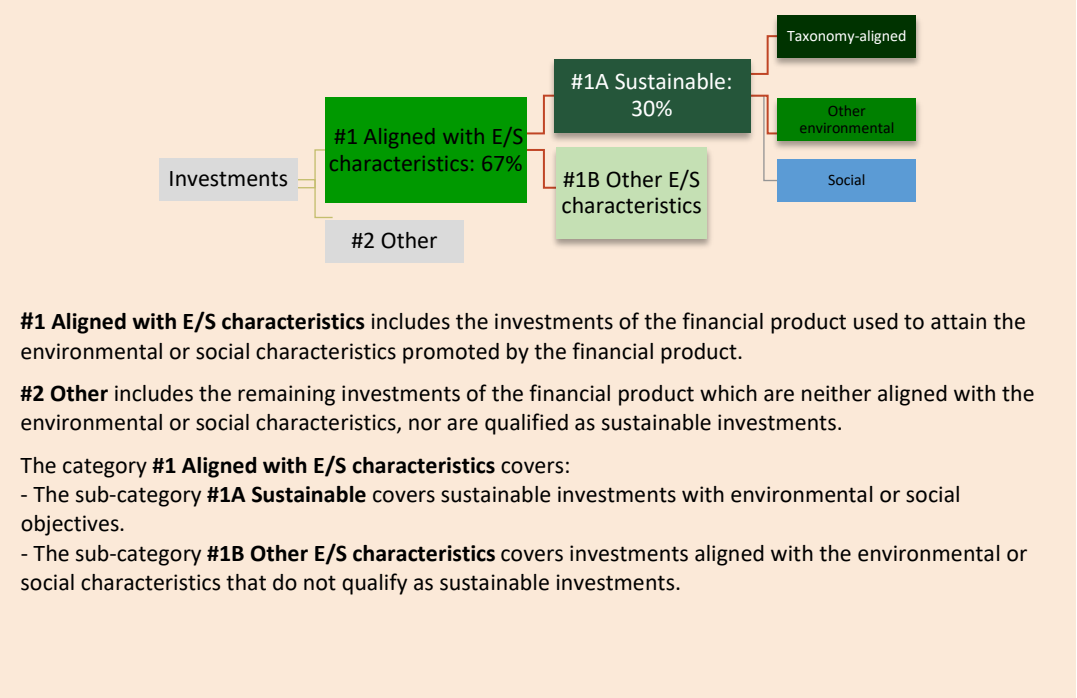 Taxonomy-aligned
#1A Sustainable:
30%
Other
environmental
#1 Aligned with E/S
characteristics: 67%
Investments
#1B Other E/S
characteristics
Social
#2 Other
#1 Aligned with E/S characteristics includes the investments of the financial product used to attain the
environmental or social characteristics promoted by the financial product.
#2 Other includes the remaining investments of the financial product which are neither aligned with the
environmental or social characteristics, nor are qualified as sustainable investments.
The category #1 Aligned with E/S characteristics covers:
- The sub-category #1A Sustainable covers sustainable investments with environmental or social
objectives.
- The sub-category #1B Other E/S characteristics covers investments aligned with the environmental or
social characteristics that do not qualify as sustainable investments.